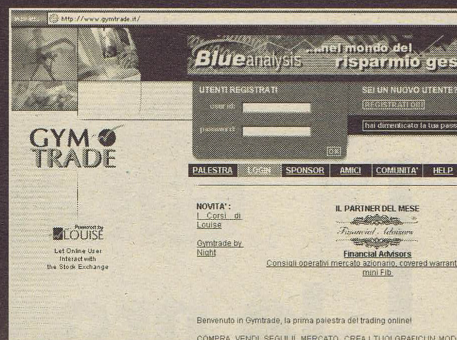 http://www.gymtrade.it/
Blueanalysis ...nel mondo del
risparmio ges
UTENTI REGISTRATI
user id:
password:
OK
SEI UN NUOVO UTENTE?
REGISTRATI ORA
hai dimenticato la tua pass
GYM
TRADE
PALESTRA LOGIN SPONSOR AMICI COMUNITA' HELP
Powered by
LOUISE
Let Online User
Interact with
the Stock Exchange
NOVITA':
I Corsi di
Louise
Gymtrade by
Night
IL PARTNER DEL MESE
Financial Advisors
Financial Advisors
Consigli operativi mercato azionario, covered warrant
mini Fib.
Benvenuto in Gymtrade, la prima palestra del trading online!
COMPRA, VENDI, SEGUI IL MERCATO, CREA I TUOI GRAFICI IN MOD